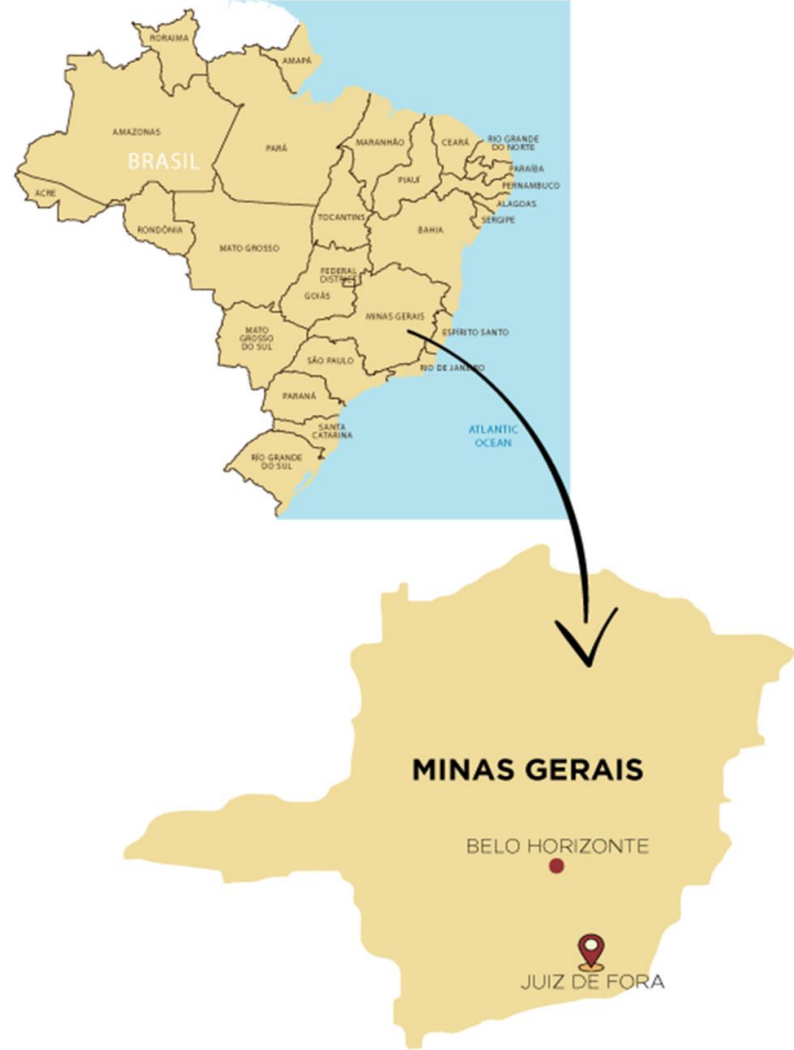 RORAIMA
AMAPÁ
AMAZONAS
BRASIL
PARÁ
MARANHÃO
CEARÁ
RIO GRANDE
DO NORTE
PARAÍBA
PIAUÍ
PERNAMBUCO
ACRE
ALAGOAS
TOCANTINS
SERGIPE
RONDÔNIA
BAHIA
MATO GROSSO
FEDERAL
DISTRICT
GOIÁS
MINAS GERAIS
MATO
GROSSO
DO SUL
ESPÍRITO SANTO
SÃO PAULO
RIO DE JANEIRO
PARANÁ
SANTA
CATARINA
ATLANTIC
OCEAN
RÍO GRANDE
DO SUL
MINAS GERAIS
BELO HORIZONTE
JUIZ DE FORA